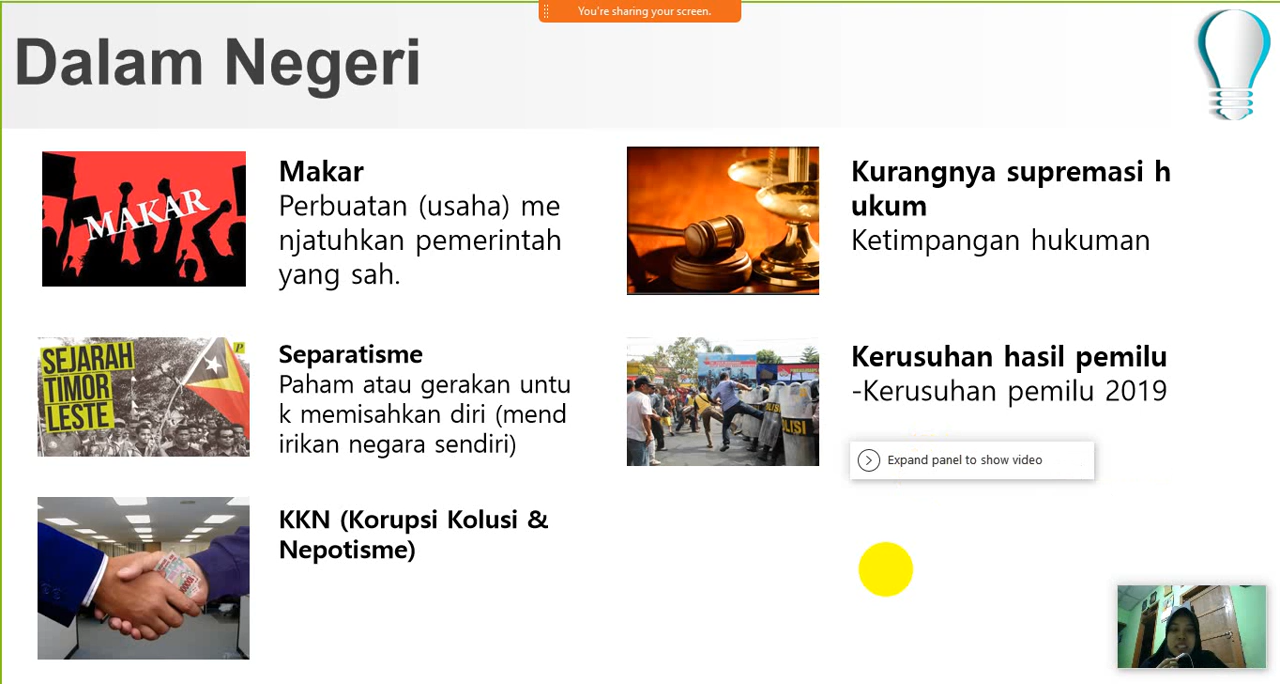 You're sharing your screen.
Dalam Negeri
MAKAR
Makar
Perbuatan (usaha) me
njatuhkan pemerintah
yang sah.
Kurangnya supremasi h
ukum
Ketimpangan hukuman
SEJARAH
TIMOR
LESTE
P
Separatisme
Paham atau gerakan untu
k memisahkan diri (mend
irikan negara sendiri)
POLISI
Kerusuhan hasil pemilu
-Kerusuhan pemilu 2019
Expand panel to show video
KKN (Korupsi Kolusi &
Nepotisme)